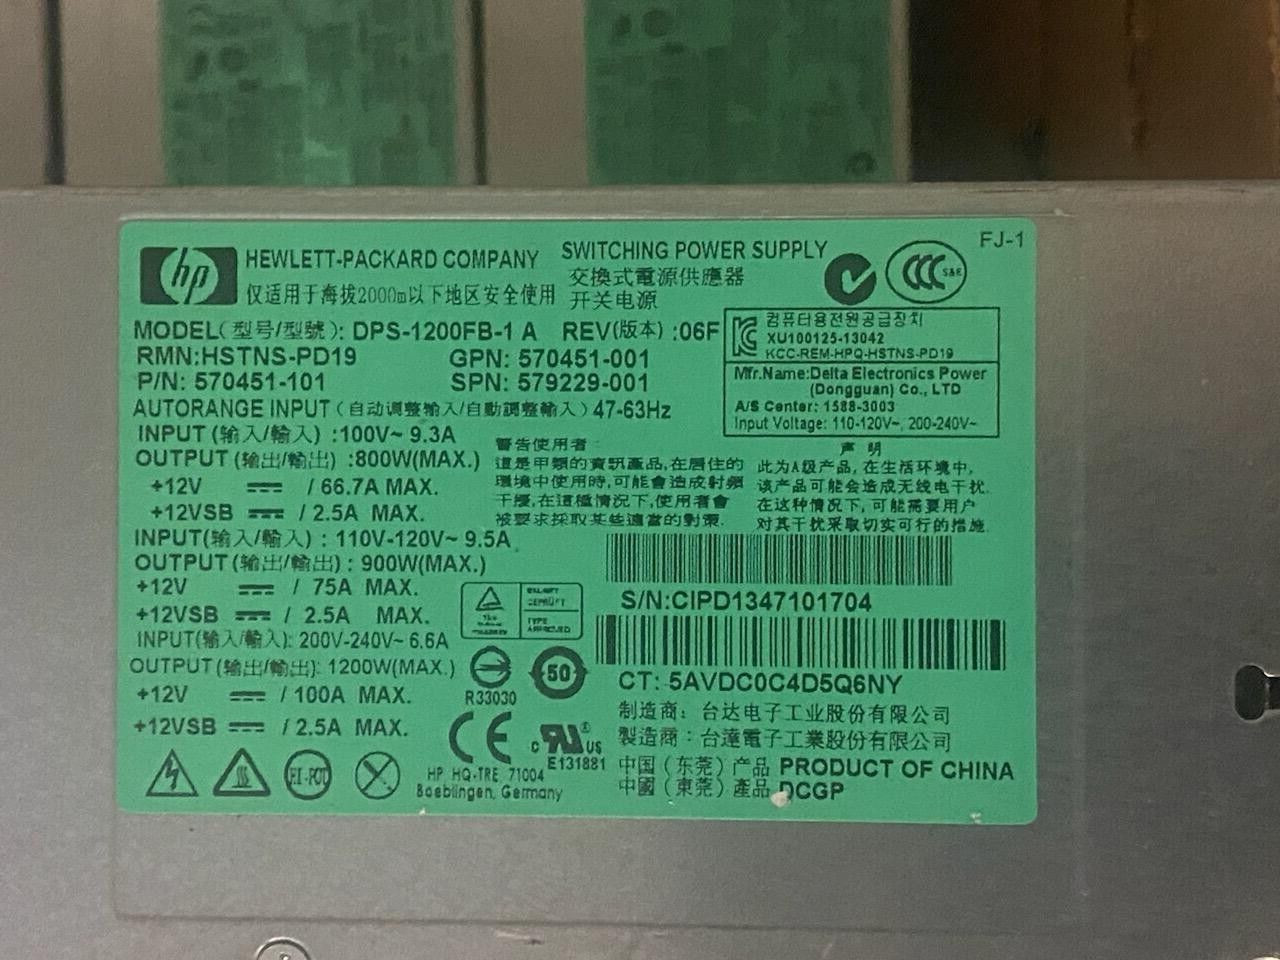 FJ-1
hp
HEWLETT-PACKARD COMPANY
仅适用于海拔2000m以下地区安全使用
SWITCHING POWER SUPPLY
交換式電源供應器
开关电源
CCC S&E
MODEL(型号/型號): DPS-1200FB-1 A REV(版本) :06F
RMN:HSTNS-PD19 GPN: 570451-001
P/N: 570451-101 SPN: 579229-001
컴퓨터용전원공급장치
XU100125-13042
KCC-REM-HPQ-HSTNS-PD19
Mfr.Name:Delta Electronics Power
(Dongguan) Co., LTD
A/S Center: 1588-3003
Input Voltage: 110-120V~, 200-240V~
AUTORANGE INPUT (自动调整输入/自動調整輸入) 47-63Hz
INPUT (输入/輸入) :100V~ 9.3A
OUTPUT (输出/輸出) :800W(MAX.)
+12V / 66.7A MAX.
+12VSB / 2.5A MAX.
INPUT(输入/輸入) : 110V-120V~ 9.5A
OUTPUT (输出/輸出) : 900W(MAX.)
+12V / 75A MAX.
+12VSB / 2.5A MAX.
INPUT(输入/輸入): 200V-240V~ 6.6A
OUTPUT (输出/輸出): 1200W(MAX.)
+12V / 100A MAX.
+12VSB / 2.5A MAX.
警告使用者:
這是甲類的資訊產品,在居住的
環境中使用時,可能會造成射頻
干擾,在這種情況下,使用者會
被要求採取某些適當的對策.
声 明
此为A级产品, 在生活环境中,
该产品可能会造成无线电干扰.
在这种情况下, 可能需要用户
对其干扰采取切实可行的措施.
S/N:CIPD1347101704
CT: 5AVDC0C4D5Q6NY
GEPRÜFT
TYPE
APPROVED
R33030
50
CE
c UL ® US
E131881
HI-POT
HP HQ-TRE 71004
Boeblingen, Germany
制造商: 台达电子工业股份有限公司
製造商: 台達電子工業股份有限公司
中国 (东莞) 产品 PRODUCT OF CHINA
中國 (東莞) 產品 DCGP